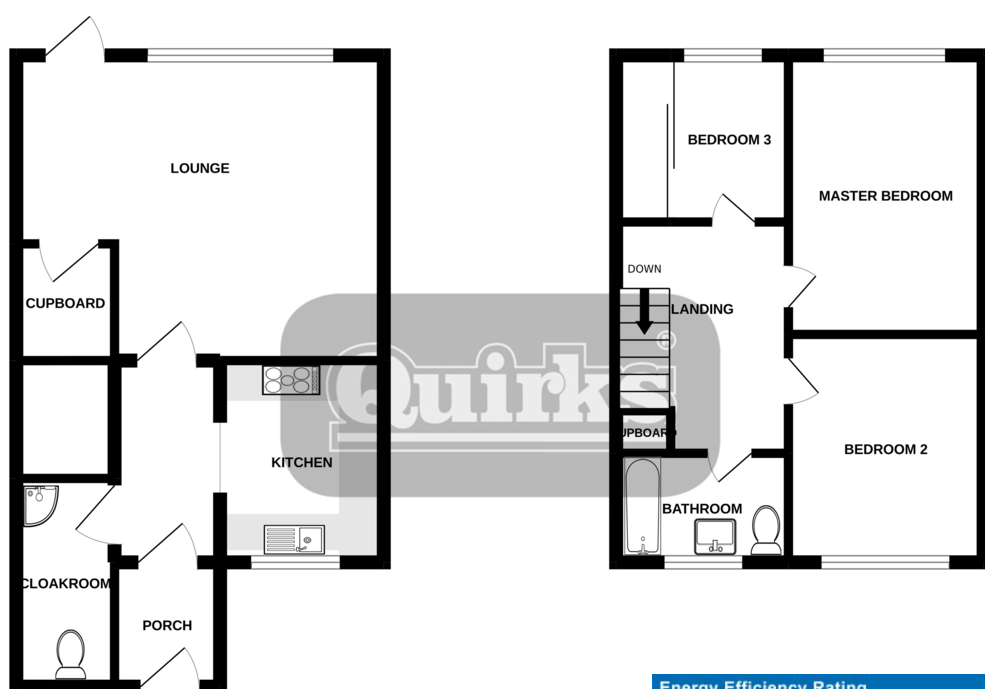 LOUNGE
CUPBOARD
KITCHEN
CLOAKROOM
PORCH
BEDROOM 3
MASTER BEDROOM
DOWN
LANDING
UPBOARD
BEDROOM 2
BATHROOM
Quirks®
Energy Efficiency Rating